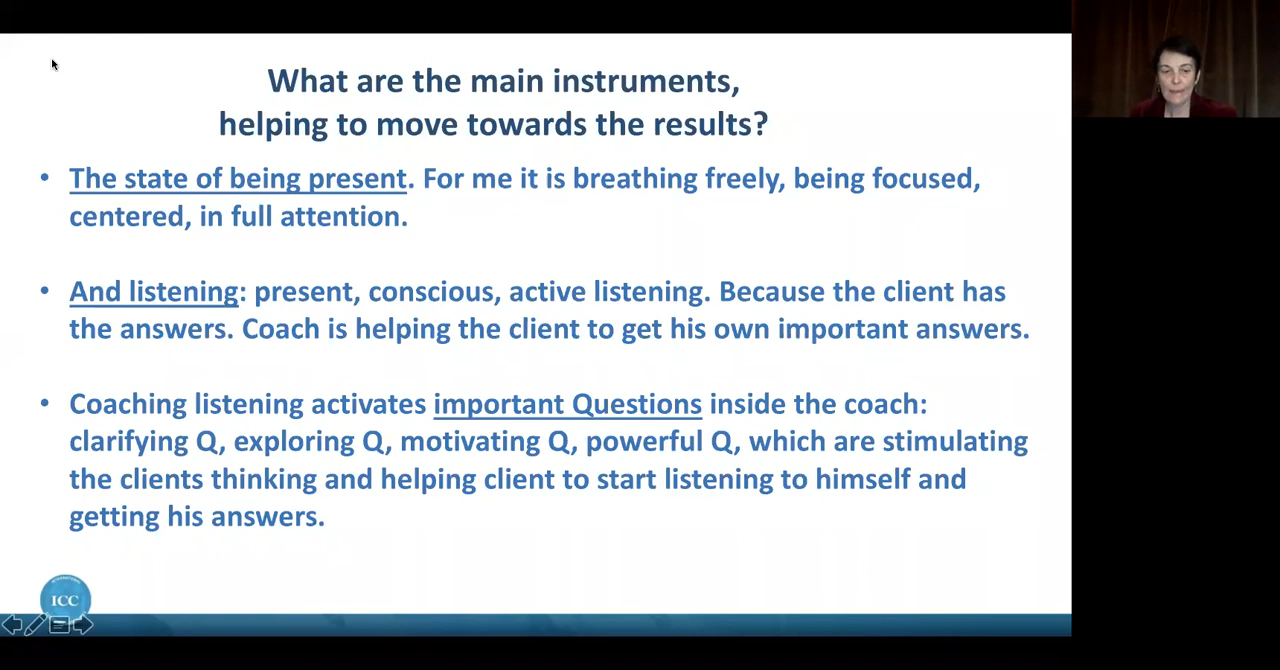 What are the main instruments,
helping to move towards the results?
• The state of being present. For me it is breathing freely, being focused,
centered, in full attention.
• And listening: present, conscious, active listening. Because the client has
the answers. Coach is helping the client to get his own important answers.
• Coaching listening activates important Questions inside the coach:
clarifying Q, exploring Q, motivating Q, powerful Q, which are stimulating
the clients thinking and helping client to start listening to himself and
getting his answers.
ICC